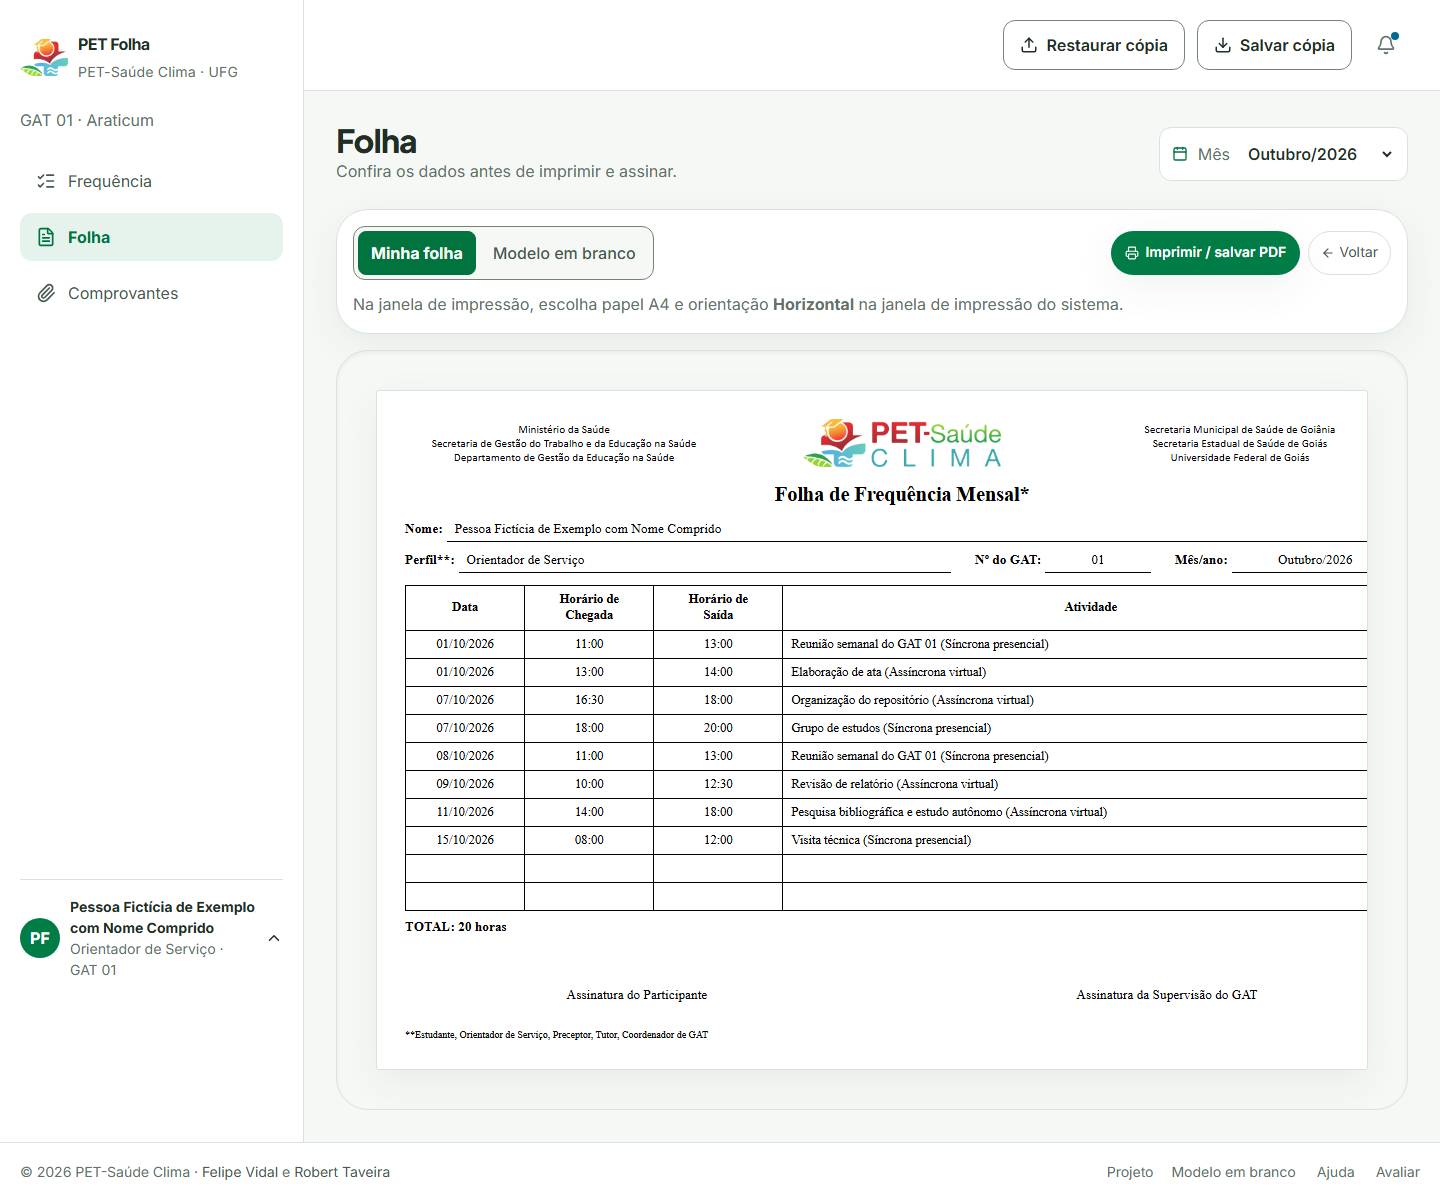 PET Folha
PET-Saúde Clima · UFG
GAT 01 · Araticum
Frequência
Folha
Comprovantes
Pessoa Fictícia de Exemplo
com Nome Comprido
PF
Orientador de Serviço ·
GAT 01
Restaurar cópia
Salvar cópia
Folha
Confira os dados antes de imprimir e assinar.
Mês Outubro/2026
Minha folha
Modelo em branco
Imprimir / salvar PDF
Voltar
Na janela de impressão, escolha papel A4 e orientação Horizontal na janela de impressão do sistema.
Ministério da Saúde
Secretaria de Gestão do Trabalho e da Educação na Saúde
Departamento de Gestão da Educação na Saúde
PET-Saúde
CLIMA
Secretaria Municipal de Saúde de Goiânia
Secretaria Estadual de Saúde de Goiás
Universidade Federal de Goiás
Folha de Frequência Mensal*
Nome: Pessoa Fictícia de Exemplo com Nome Comprido
Perfil**: Orientador de Serviço Nº do GAT: 01 Mês/ano: Outubro/2026
Data Horário de Chegada Horário de Saída Atividade
01/10/2026 11:00 13:00 Reunião semanal do GAT 01 (Síncrona presencial)
01/10/2026 13:00 14:00 Elaboração de ata (Assíncrona virtual)
07/10/2026 16:30 18:00 Organização do repositório (Assíncrona virtual)
07/10/2026 18:00 20:00 Grupo de estudos (Síncrona presencial)
08/10/2026 11:00 13:00 Reunião semanal do GAT 01 (Síncrona presencial)
09/10/2026 10:00 12:30 Revisão de relatório (Assíncrona virtual)
11/10/2026 14:00 18:00 Pesquisa bibliográfica e estudo autônomo (Assíncrona virtual)
15/10/2026 08:00 12:00 Visita técnica (Síncrona presencial)
TOTAL: 20 horas
Assinatura do Participante
Assinatura da Supervisão do GAT
**Estudante, Orientador de Serviço, Preceptor, Tutor, Coordenador de GAT
© 2026 PET-Saúde Clima · Felipe Vidal e Robert Taveira
Projeto
Modelo em branco
Ajuda
Avaliar